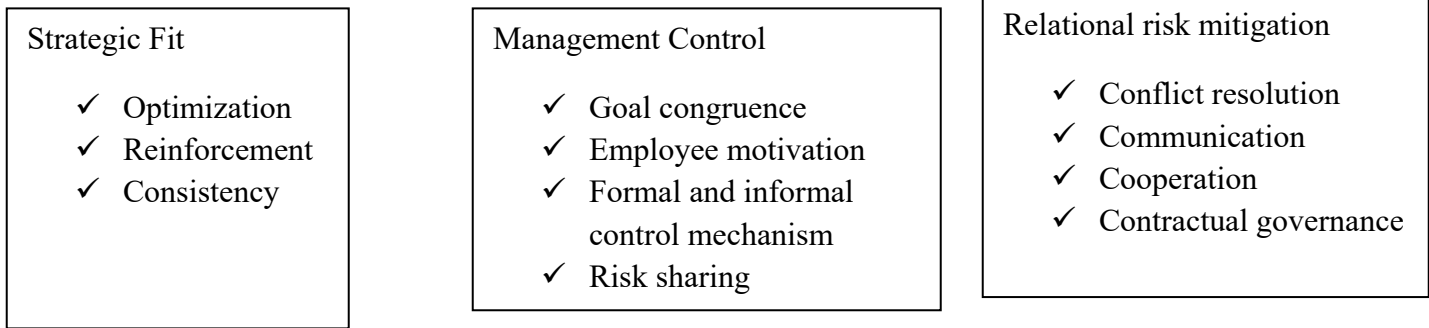 Strategic Fit
✓ Optimization
✓ Reinforcement
✓ Consistency
Management Control
✓ Goal congruence
✓ Employee motivation
✓ Formal and informal
control mechanism
✓ Risk sharing
Relational risk mitigation
✓ Conflict resolution
✓ Communication
✓ Cooperation
✓ Contractual governance